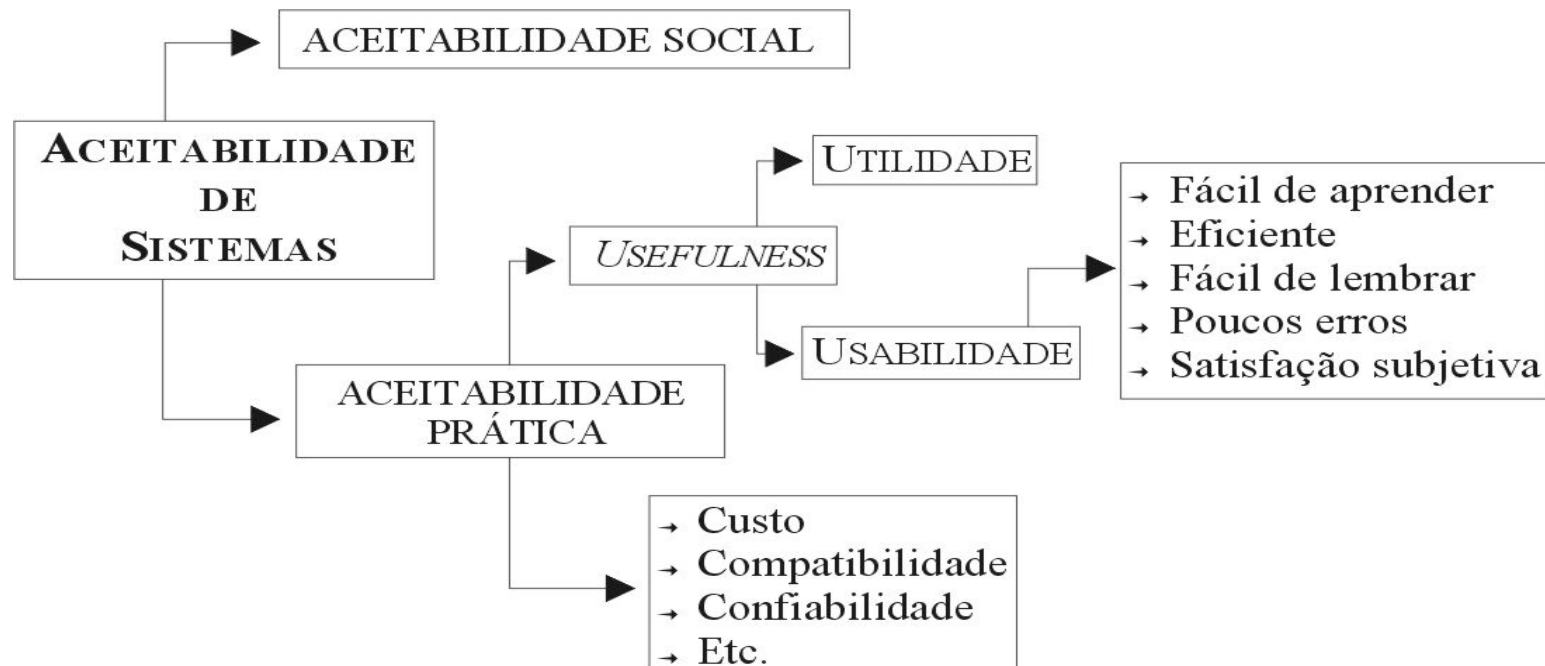 ACEITABILIDADE SOCIAL
ACEITABILIDADE
DE
SISTEMAS
UTILIDADE
USEFULNESS
USABILIDADE
→ Fácil de aprender
→ Eficiente
→ Fácil de lembrar
→ Poucos erros
→ Satisfação subjetiva
ACEITABILIDADE
PRÁTICA
→ Custo
→ Compatibilidade
→ Confiabilidade
→ Etc.